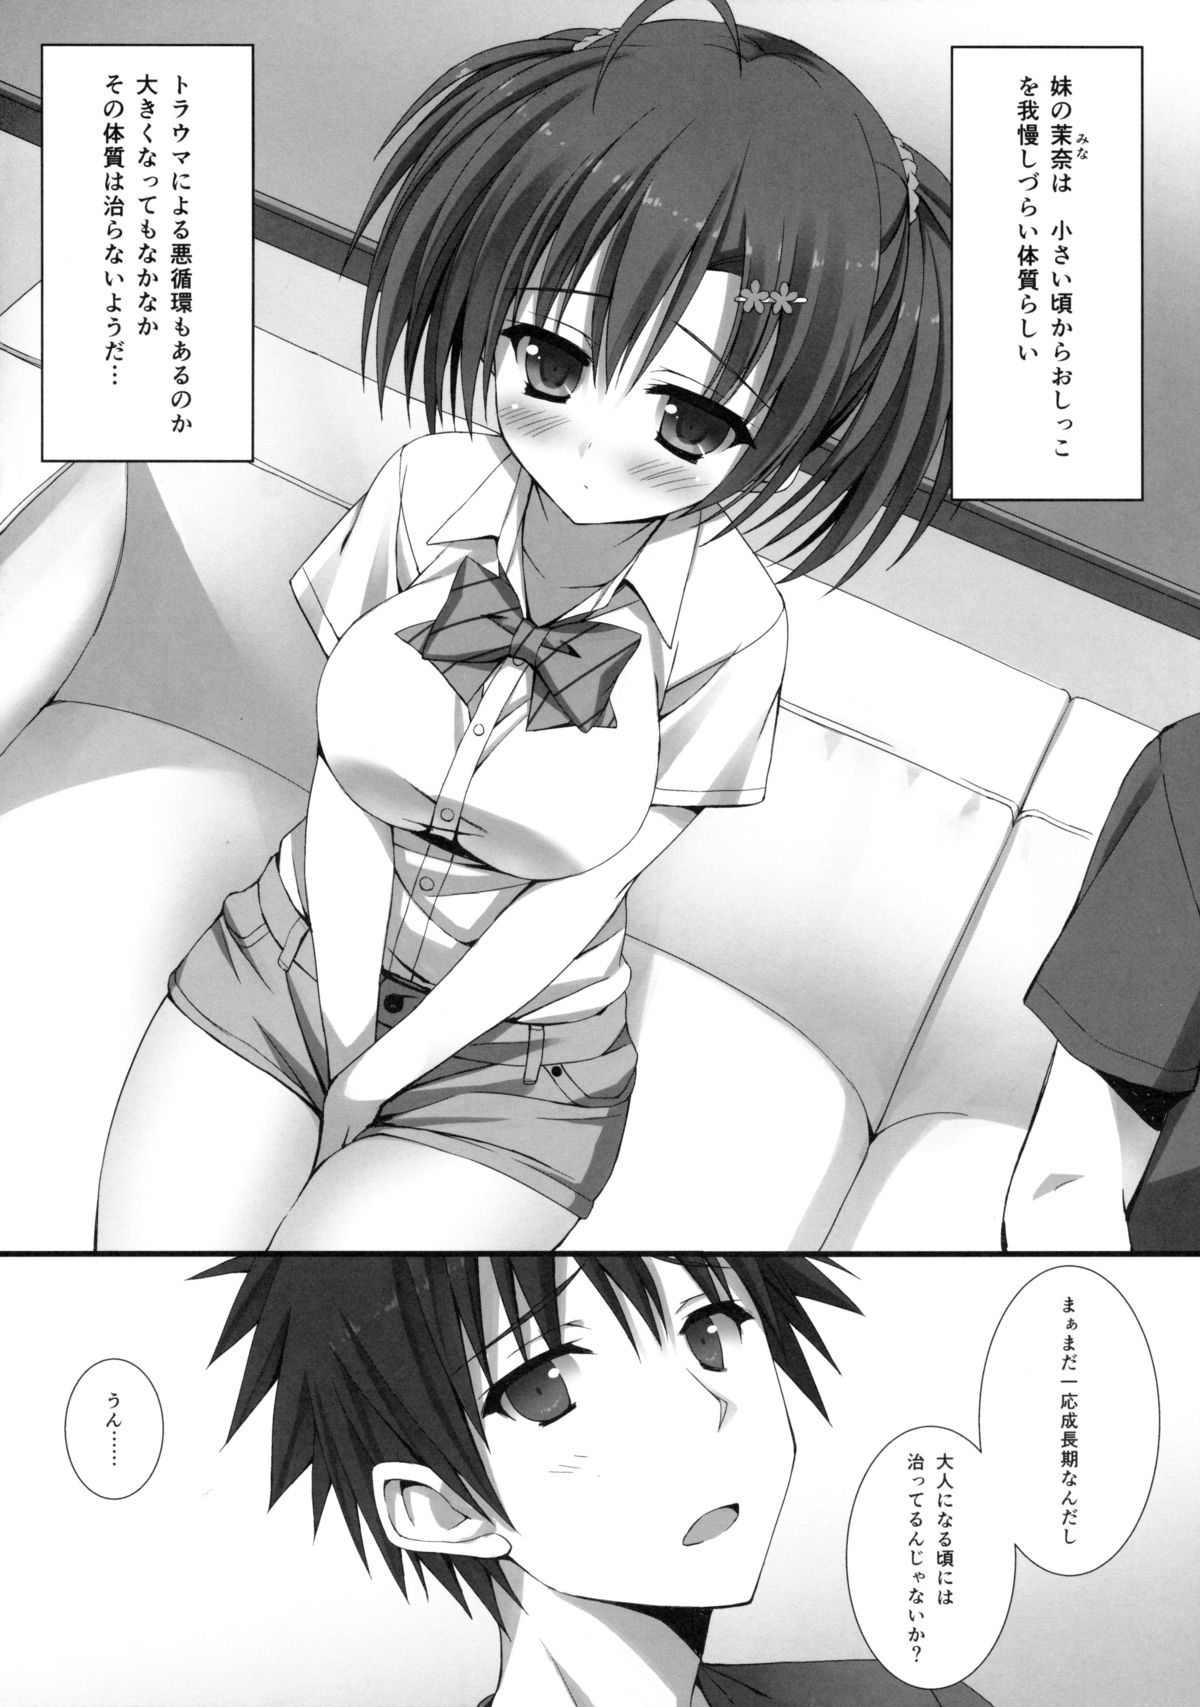 妹の茉奈は　小さい頃からおしっこ
みな
を我慢しづらい体質らしい
トラウマによる悪循環もあるのか
大きくなってもなかなか
その体質は治らないようだ…
まぁまだ一応成長期なんだし
大人になる頃には
治ってるんじゃないか？
うん……